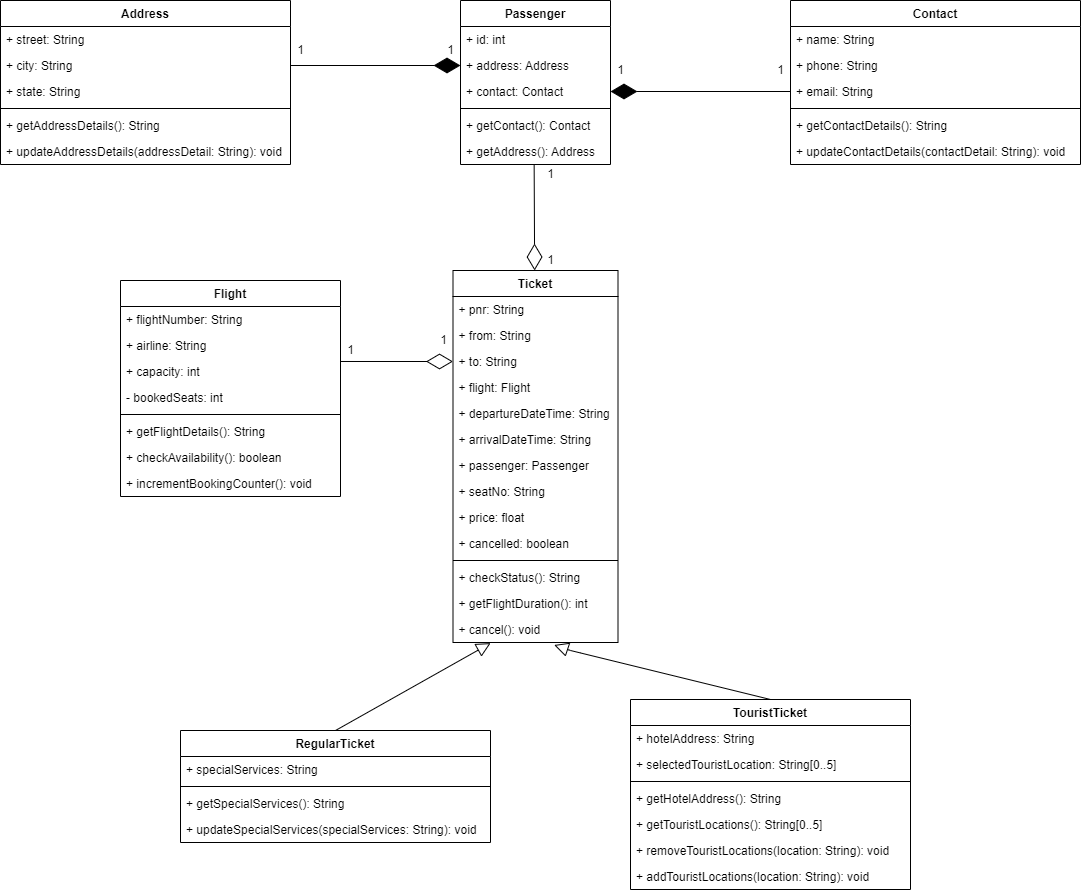 Address
+ street: String
+ city: String
+ state: String
+ getAddressDetails(): String
+ updateAddressDetails(addressDetail: String): void
1
1
Passenger
+ id: int
+ address: Address
+ contact: Contact
+ getContact(): Contact
+ getAddress(): Address
1
1
Contact
+ name: String
+ phone: String
+ email: String
+ getContactDetails(): String
+ updateContactDetails(contactDetail: String): void
1
1
Flight
+ flightNumber: String
+ airline: String
+ capacity: int
- bookedSeats: int
+ getFlightDetails(): String
+ checkAvailability(): boolean
+ incrementBookingCounter(): void
1
1
Ticket
+ pnr: String
+ from: String
+ to: String
+ flight: Flight
+ departureDateTime: String
+ arrivalDateTime: String
+ passenger: Passenger
+ seatNo: String
+ price: float
+ cancelled: boolean
+ checkStatus(): String
+ getFlightDuration(): int
+ cancel(): void
RegularTicket
+ specialServices: String
+ getSpecialServices(): String
+ updateSpecialServices(specialServices: String): void
TouristTicket
+ hotelAddress: String
+ selectedTouristLocation: String[0..5]
+ getHotelAddress(): String
+ getTouristLocations(): String[0..5]
+ removeTouristLocations(location: String): void
+ addTouristLocations(location: String): void